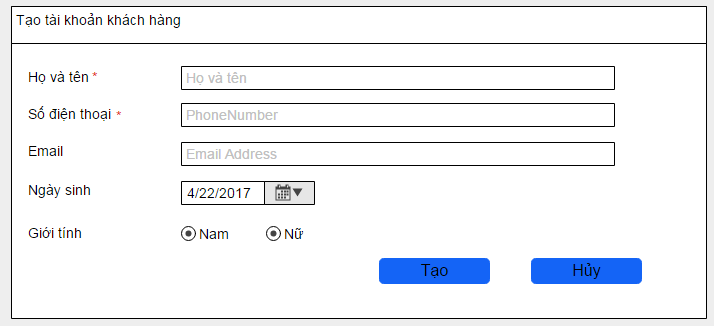 Tạo tài khoản khách hàng
Họ và tên * Họ và tên
Số điện thoại * PhoneNumber
Email Email Address
Ngày sinh 4/22/2017
Giới tính Nam Nữ
Tạo Hủy